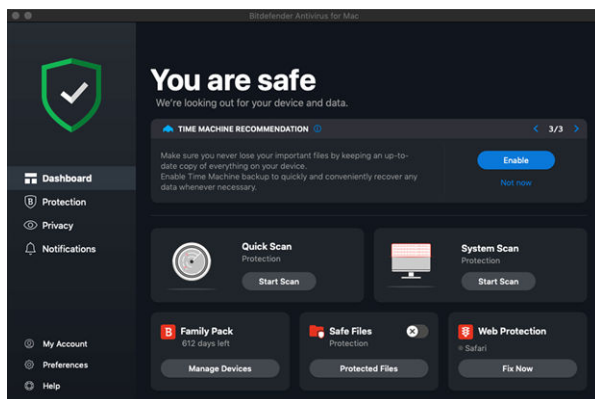 Bitdefender Antivirus for Mac
You are safe
We're looking out for your device and data.
TIME MACHINE RECOMMENDATION
3/3
Make sure you never lose your important files by keeping an up-to-
date copy of everything on your device.
Enable Time Machine backup to quickly and conveniently recover any
data whenever necessary.
Enable
Not now
Dashboard
Protection
Privacy
Notifications
My Account
Preferences
Help
Quick Scan
Protection
Start Scan
System Scan
Protection
Start Scan
B Family Pack
612 days left
Manage Devices
Safe Files
Protection
Protected Files
Web Protection
Safari
Fix Now